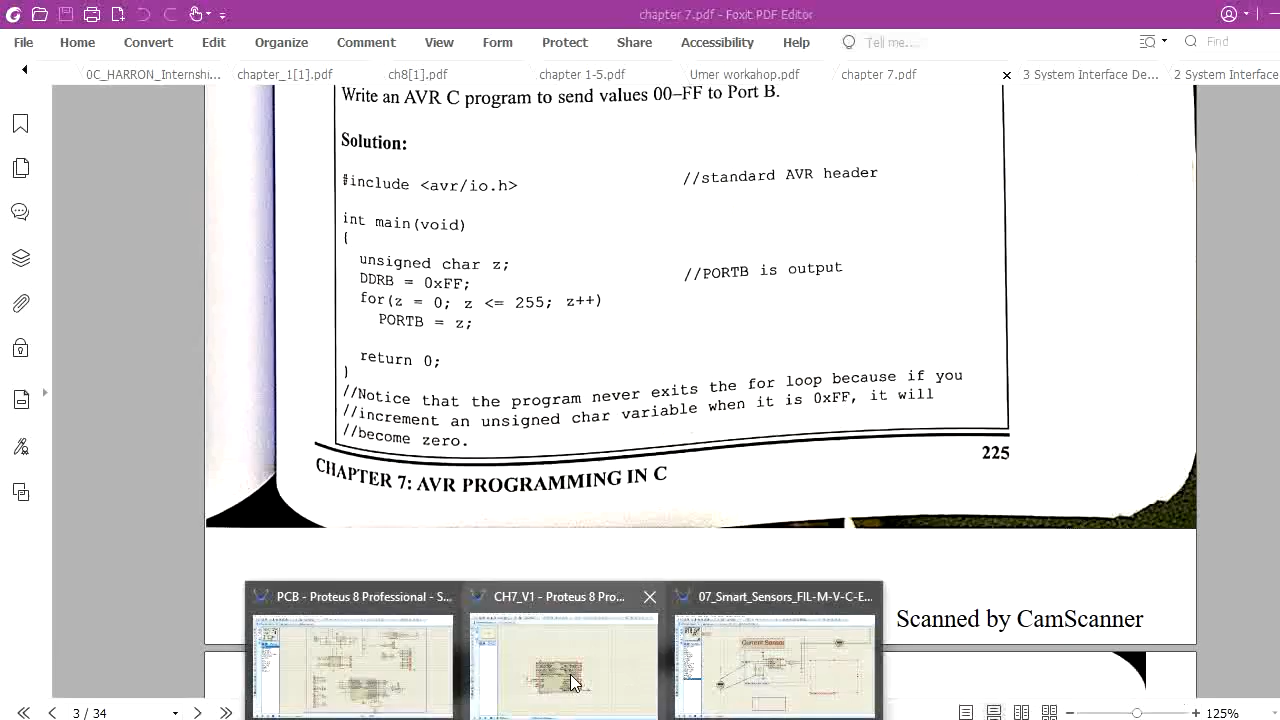 chapter 7.pdf - Foxit PDF Editor
File Home Convert Edit Organize Comment View Form Protect Share Accessibility Help Tell me... Find
0C_HARRON_Internshi... chapter_1[1].pdf ch8[1].pdf chapter 1-5.pdf Umer workahop.pdf chapter 7.pdf 3 System Interface De... 2 System Interface
Write an AVR C program to send values 00–FF to Port B.
Solution:
#include <avr/io.h> //standard AVR header
int main(void)
{
unsigned char z;
DDRB = 0xFF; //PORTB is output
for(z = 0; z <= 255; z++)
PORTB = z;
return 0;
}
//Notice that the program never exits the for loop because if you
//increment an unsigned char variable when it is 0xFF, it will
//become zero.
225
CHAPTER 7: AVR PROGRAMMING IN C
PCB - Proteus 8 Professional - S... CH7_V1 - Proteus 8 Pro... 07_Smart_Sensors_FIL-M-V-C-E...
Current Sensor
Scanned by CamScanner
3 / 34 125%